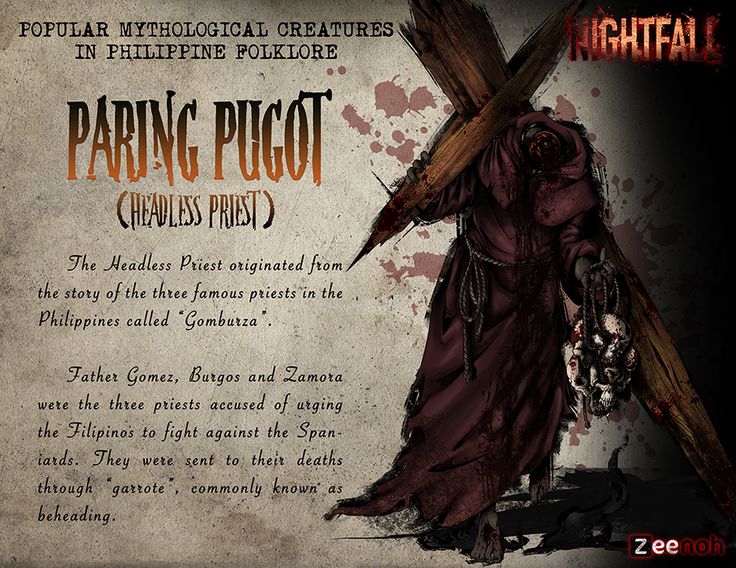 POPULAR MYTHOLOGICAL CREATURES
IN PHILIPPINE FOLKLORE
NIGHTFALL
PARING PUGOT
(HEADLESS PRIEST)
The Headless Priest originated from
the story of the three famous priests in the
Philippines called "Gomburza".
Father Gomez, Burgos and Zamora
were the three priests accused of urging
the Filipinos to fight against the Span-
iards. They were sent to their deaths
through "garrote", commonly known as
beheading.
Zeenoh